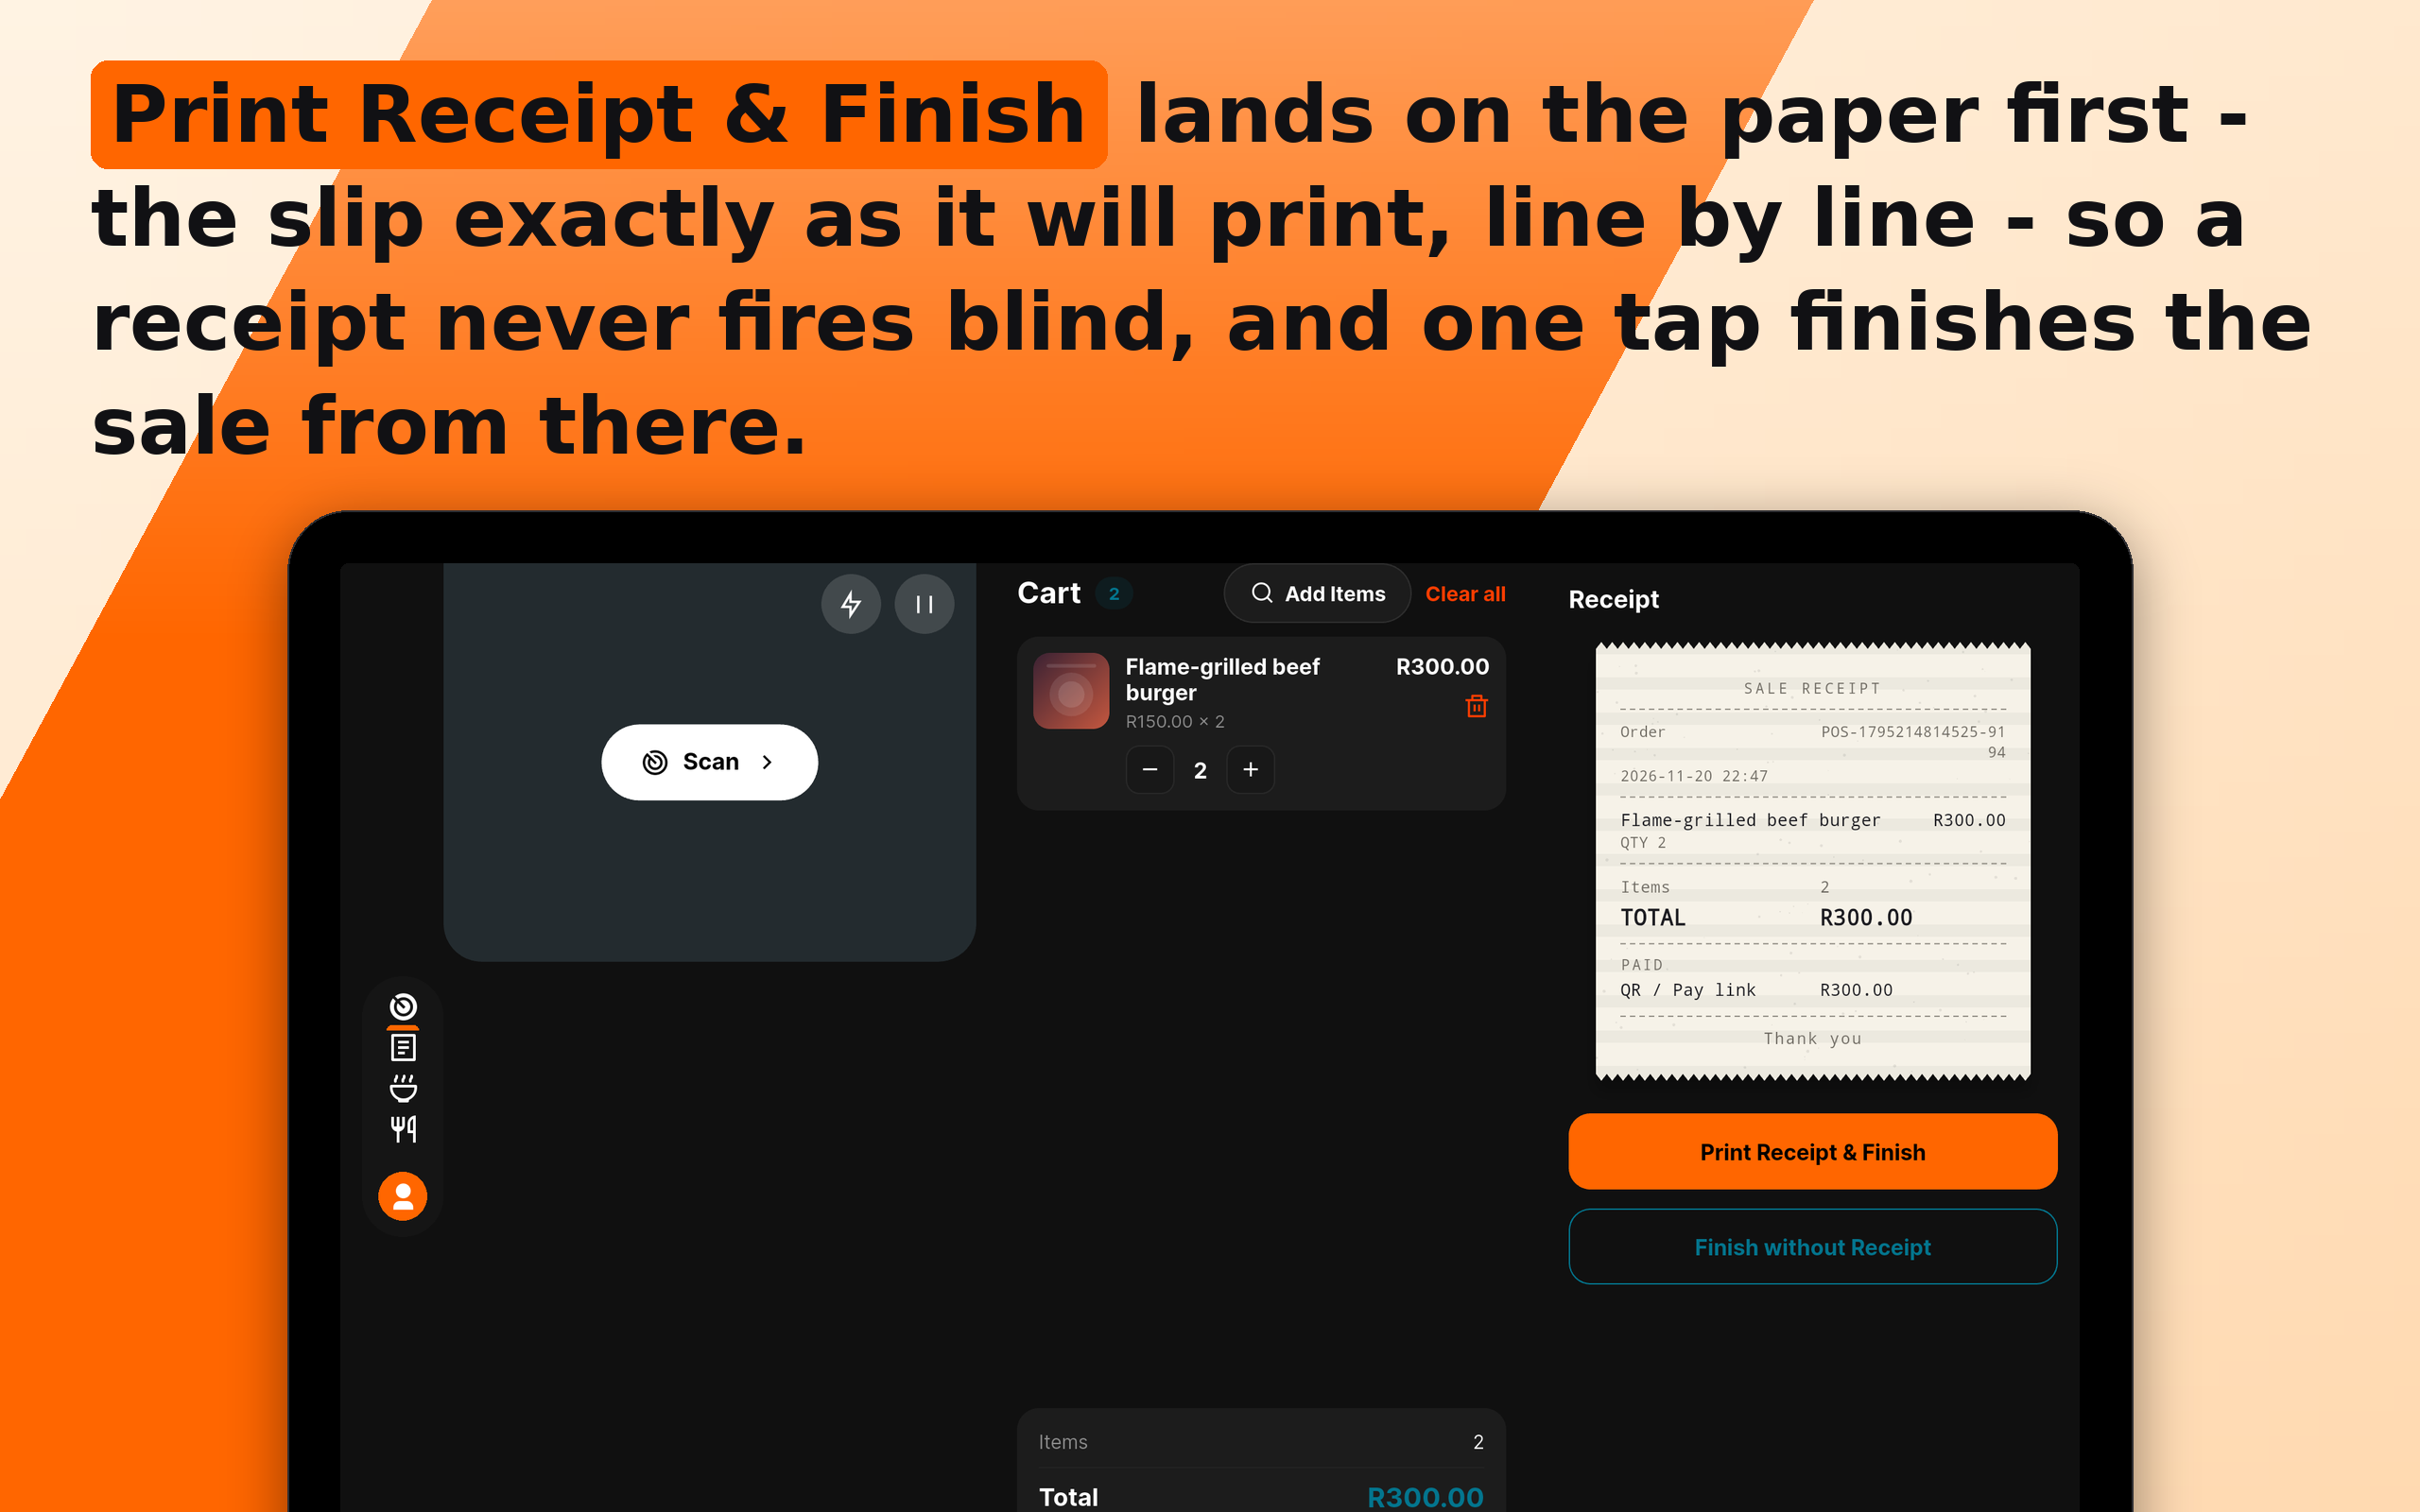 Print Receipt & Finish lands on the paper first -
the slip exactly as it will print, line by line - so a
receipt never fires blind, and one tap finishes the
sale from there.
Scan
Cart 2
Add Items
Clear all
Flame-grilled beef
burger
R300.00
R150.00 × 2
2
Items 2
Total R300.00
Receipt
SALE RECEIPT
Order POS-1795214814525-91
94
2026-11-20 22:47
Flame-grilled beef burger R300.00
QTY 2
Items 2
TOTAL R300.00
PAID
QR / Pay link R300.00
Thank you
Print Receipt & Finish
Finish without Receipt